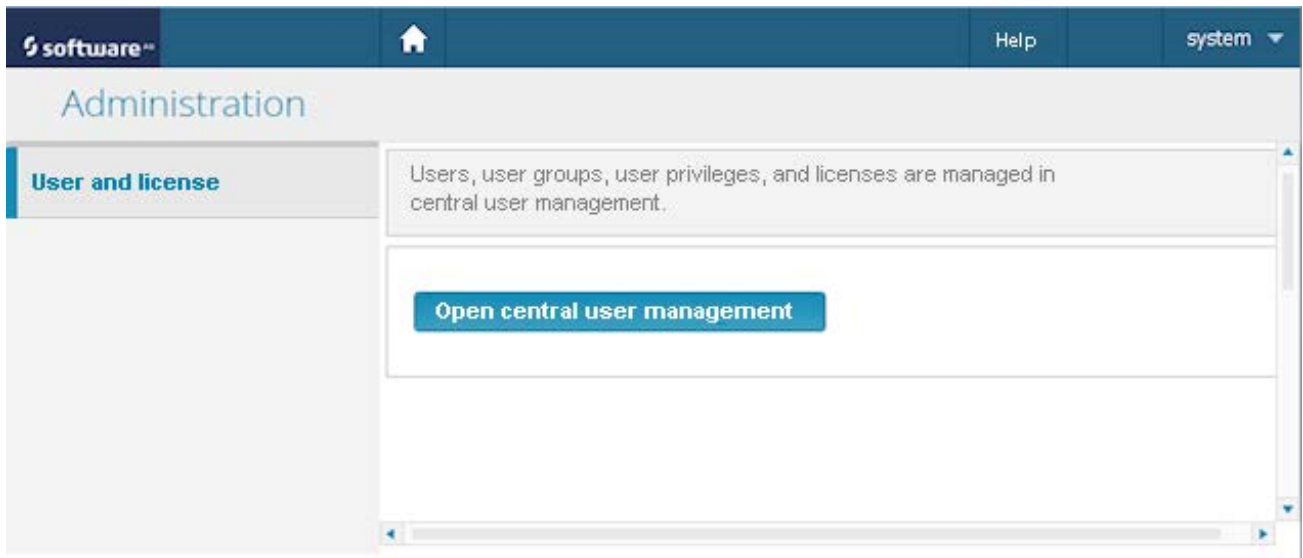 software AG
Help
system
Administration
User and license
Users, user groups, user privileges, and licenses are managed in
central user management.
Open central user management